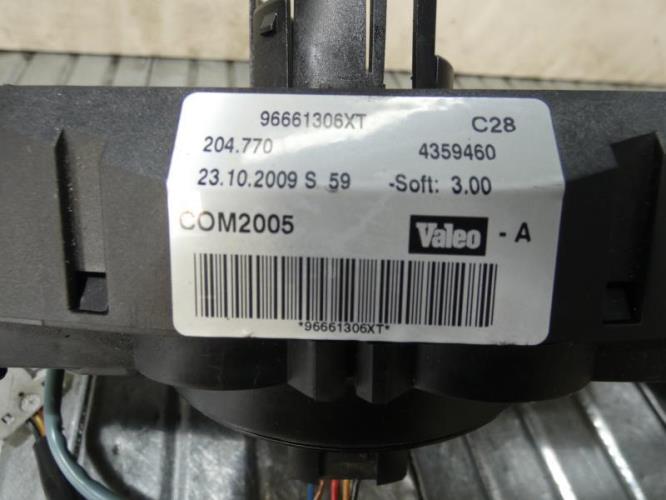 96661306XT C28
204.770 4359460
23.10.2009 S 59 -Soft: 3.00
COM2005 Valeo - A
*96661306XT*